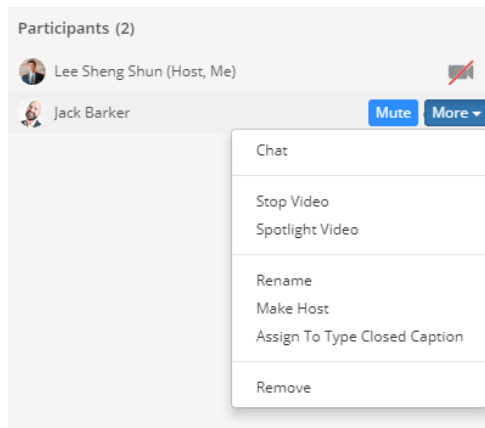 Participants (2)
Lee Sheng Shun (Host, Me)
Jack Barker Mute More
Chat
Stop Video
Spotlight Video
Rename
Make Host
Assign To Type Closed Caption
Remove